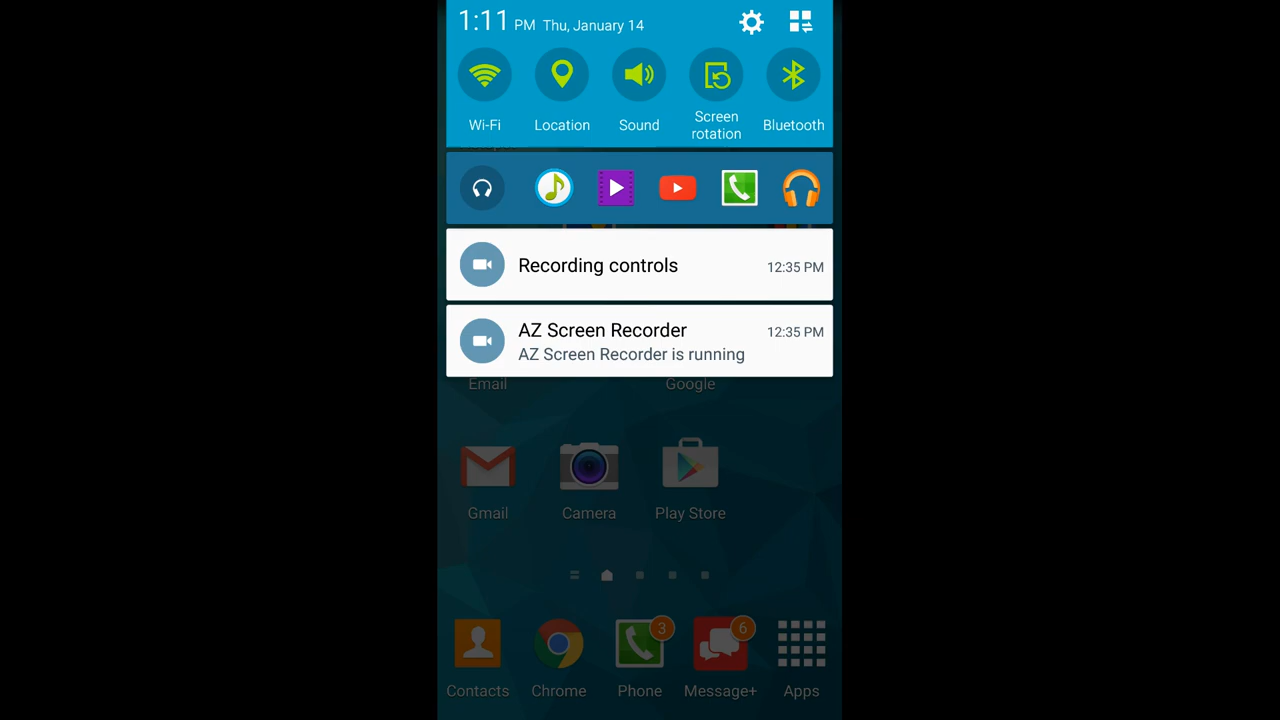 1:11 PM Thu, January 14
Wi-Fi
Location
Sound
Screen
rotation
Bluetooth
Recording controls
12:35 PM
AZ Screen Recorder
12:35 PM
AZ Screen Recorder is running
Email
Google
Gmail
Camera
Play Store
3
6
Contacts
Chrome
Phone
Message+
Apps